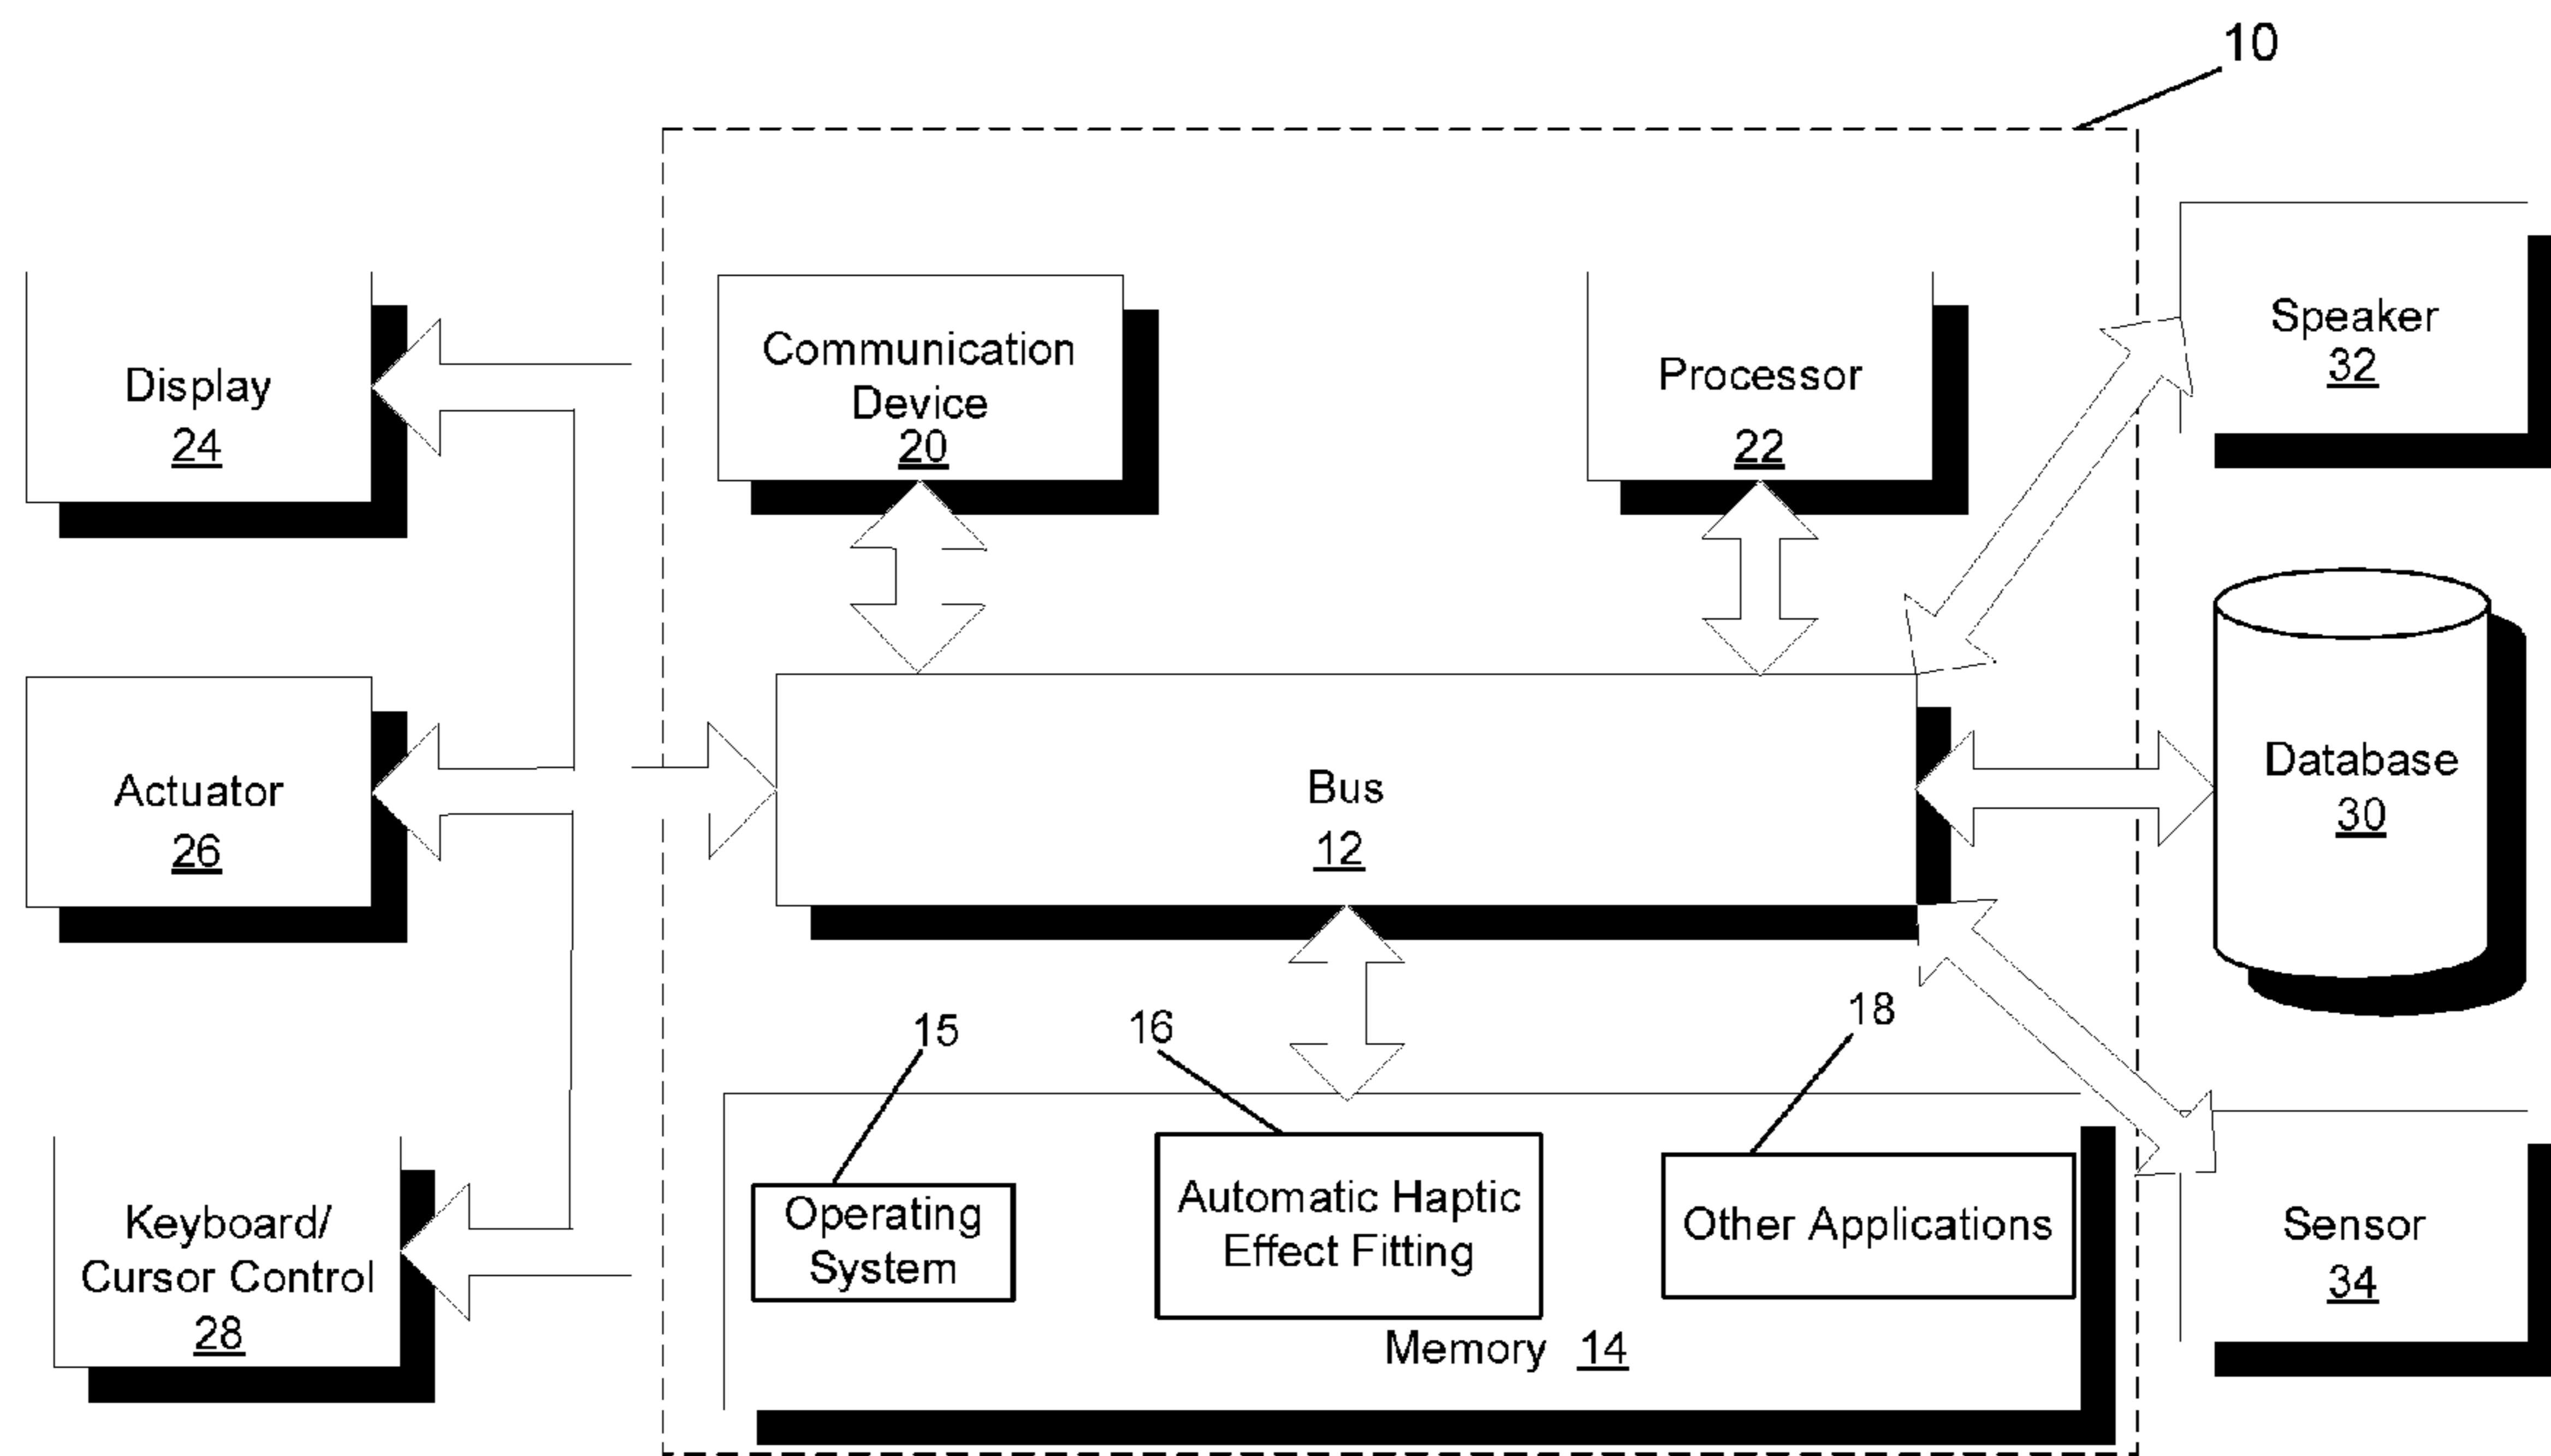 10
Display
24
Communication
Device
20
Processor
22
Speaker
32
Actuator
26
Bus
12
Database
30
15
16
18
Keyboard/
Cursor Control
28
Operating
System
Automatic Haptic
Effect Fitting
Other Applications
Memory 14
Sensor
34